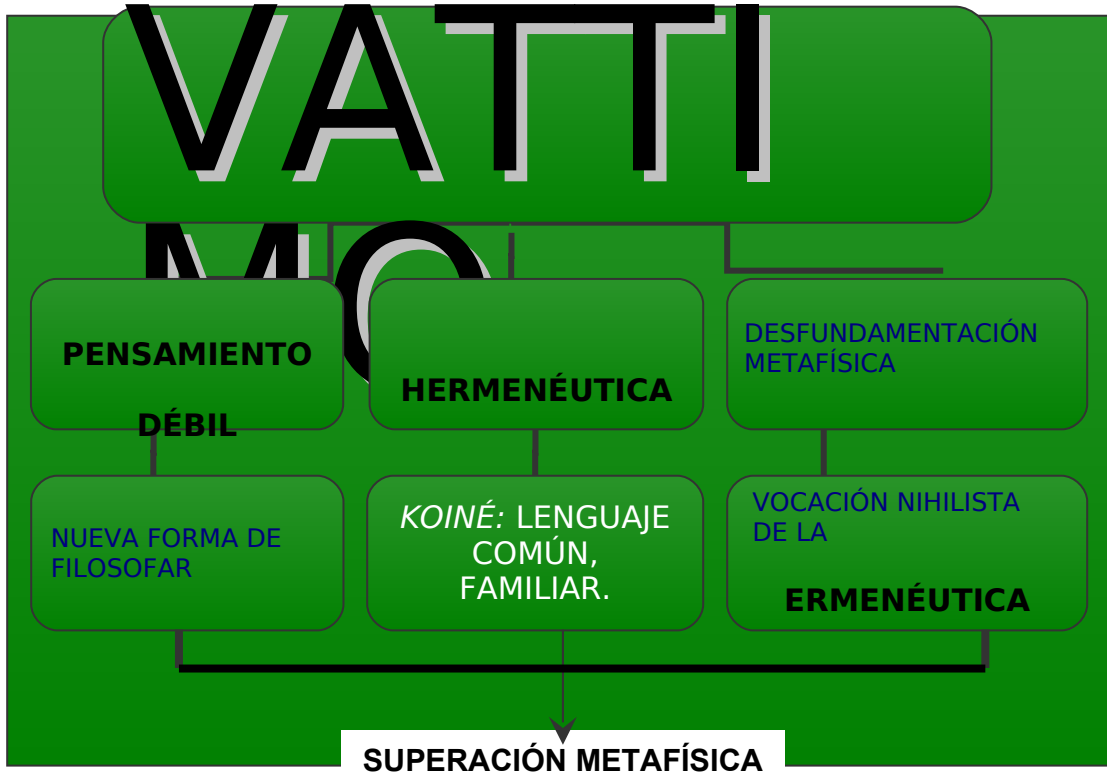 VATTI
MO
PENSAMIENTO
DÉBIL
HERMENÉUTICA
DESFUNDAMENTACIÓN
METAFÍSICA
NUEVA FORMA DE
FILOSOFAR
KOINÉ: LENGUAJE
COMÚN,
FAMILIAR.
VOCACIÓN NIHILISTA
DE LA
ERMENÉUTICA
SUPERACIÓN METAFÍSICA